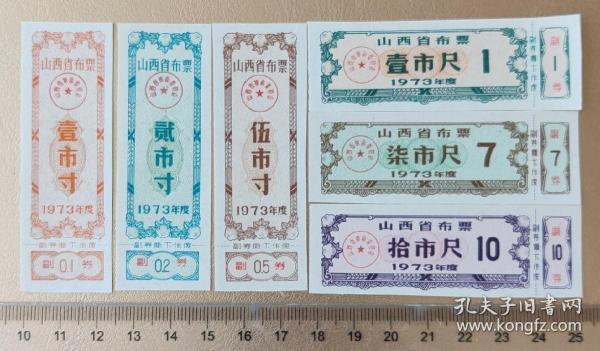 山西省布票
壹市寸
1973年度
副券撕下作废
副 0.1 券
山西省布票
贰市寸
1973年度
副券撕下作废
副 0.2 券
山西省布票
伍市寸
1973年度
副券撕下作废
副 0.5 券
山西省布票
壹市尺 1
1973年度
副券撕下作废
副 1 券
山西省布票
柒市尺 7
1973年度
副券撕下作废
副 7 券
山西省布票
拾市尺 10
1973年度
副券撕下作废
副 10 券
10 11 12 13 14 15 16 17 18 19 20 21 22 23 24 25
孔夫子旧书网
www.kongfz.com